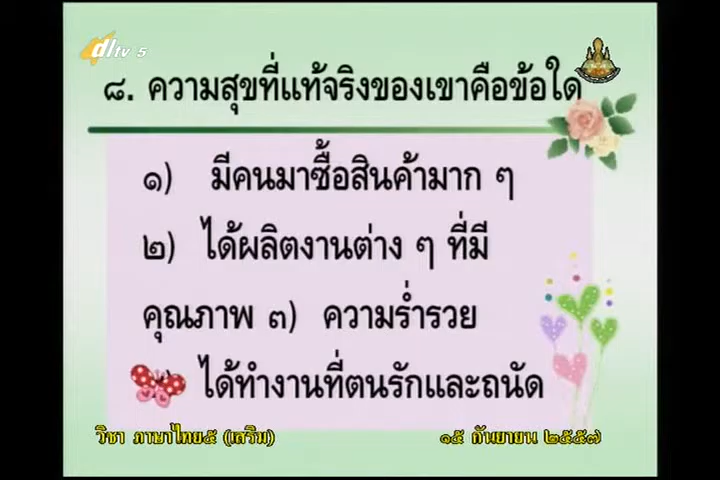 dltv 5
๘. ความสุขที่แท้จริงของเขาคือข้อใด
๑) มีคนมาซื้อสินค้ามาก ๆ
๒) ได้ผลิตงานต่าง ๆ ที่มี
คุณภาพ ๓) ความร่ำรวย
ได้ทำงานที่ตนรักและถนัด
วิชา ภาษาไทย๕ (เสริม) ๑๕ กันยายน ๒๕๕๗